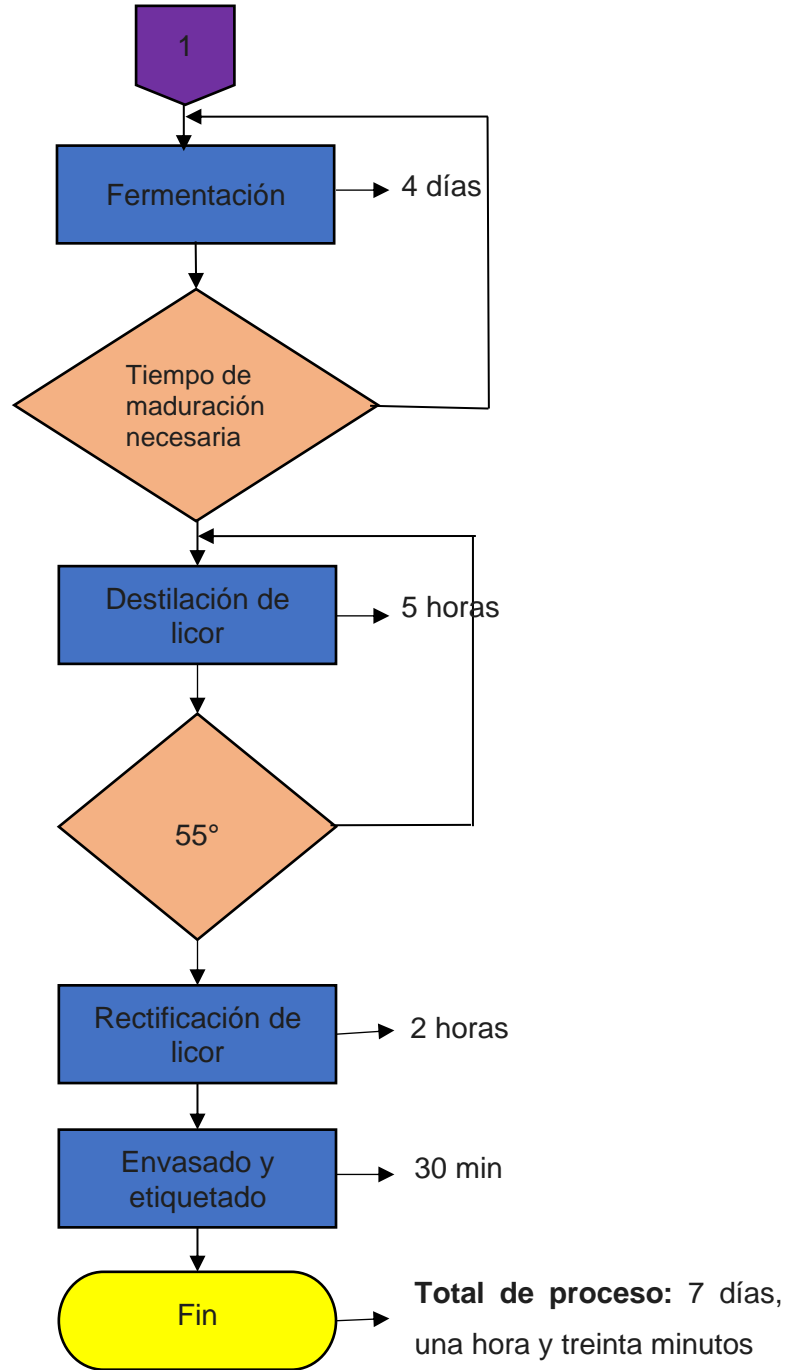 1
Fermentación
4 días
Tiempo de
maduración
necesaria
Destilación de
licor
5 horas
55°
Rectificación de
licor
2 horas
Envasado y
etiquetado
30 min
Fin
Total de proceso: 7 días,
una hora y treinta minutos